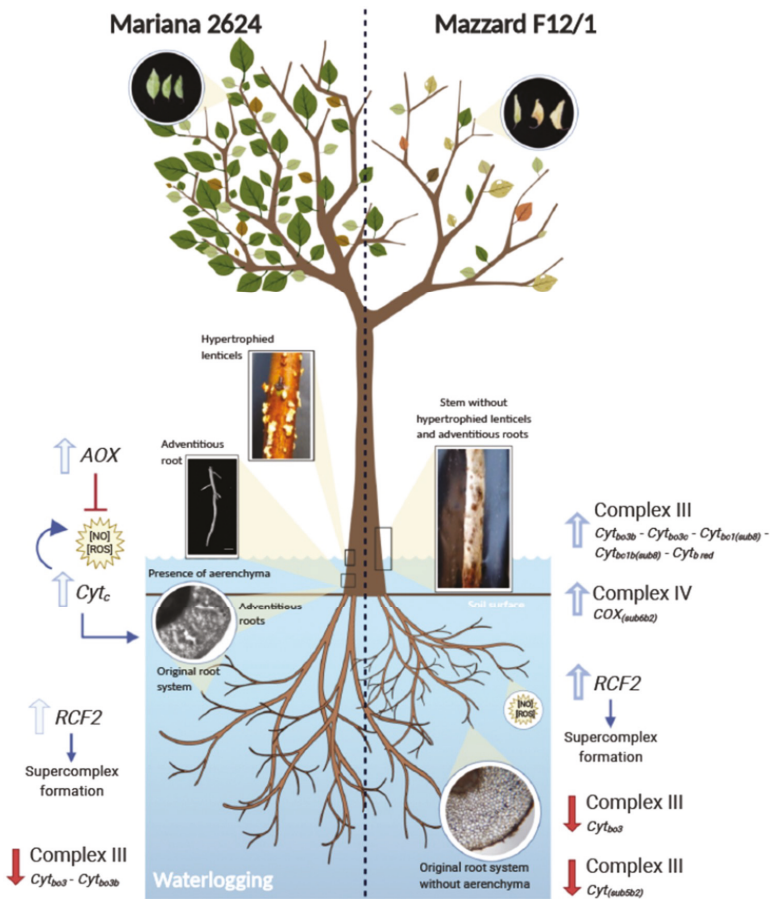 Mariana 2624
Mazzard F12/1
Hypertrophied
lenticels
Adventitious
root
Stem without
hypertrophied lenticels
and adventitious roots
AOX
[NO]
[ROS]
Cytc
Presence of aerenchyma
Adventitious
roots
Original root
system
RCF2
Supercomplex
formation
Complex III
Cytbo3 - Cytbo3b
Waterlogging
Soil surface
Complex III
Cytbo3b - Cytbo3c - Cytbc1(sub8) -
Cytbc1b(sub8) - Cytb red
Complex IV
COX(sub6b2)
[NO]
[ROS]
RCF2
Supercomplex
formation
Complex III
Cytbo3
Original root system
without aerenchyma
Complex III
Cyt(sub5b2)